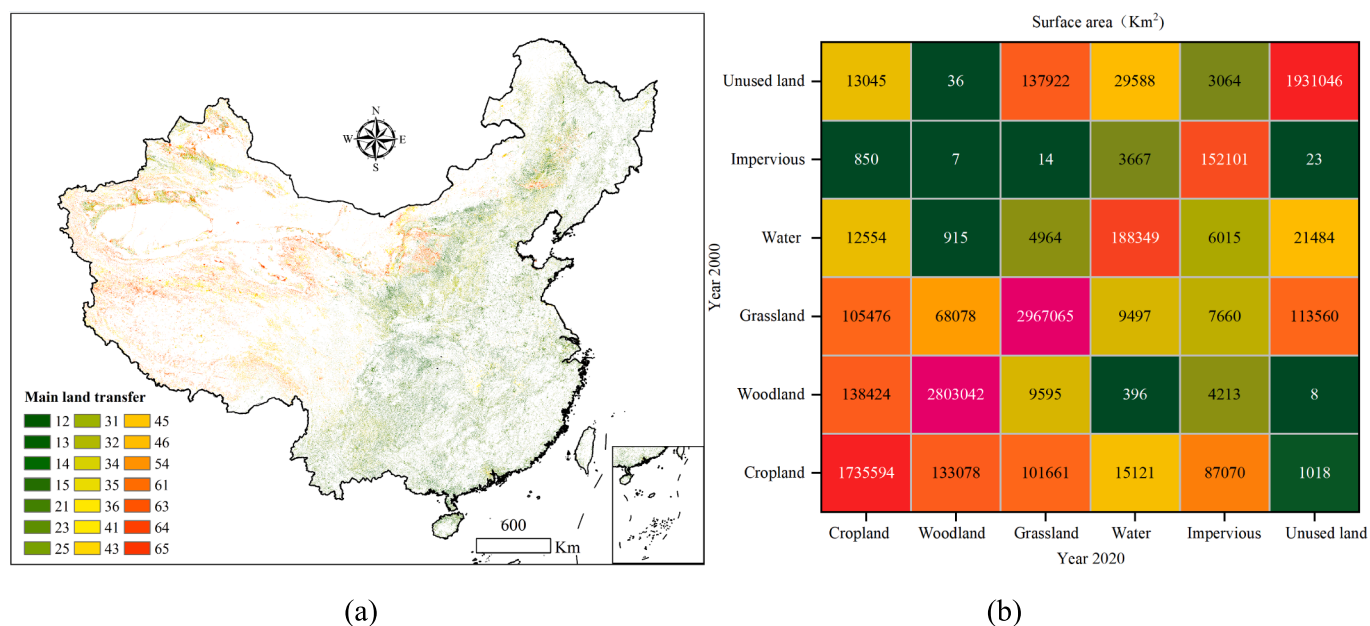 N
W E
S
Main land transfer
12 31 45
13 32 46
14 34 54
15 35 61
21 36 63
23 41 64
25 43 65
600
Km
(a)
Surface area（Km²)
Year 2000
Unused land 13045 36 137922 29588 3064 1931046
Impervious 850 7 14 3667 152101 23
Water 12554 915 4964 188349 6015 21484
Grassland 105476 68078 2967065 9497 7660 113560
Woodland 138424 2803042 9595 396 4213 8
Cropland 1735594 133078 101661 15121 87070 1018
Cropland Woodland Grassland Water Impervious Unused land
Year 2020
(b)